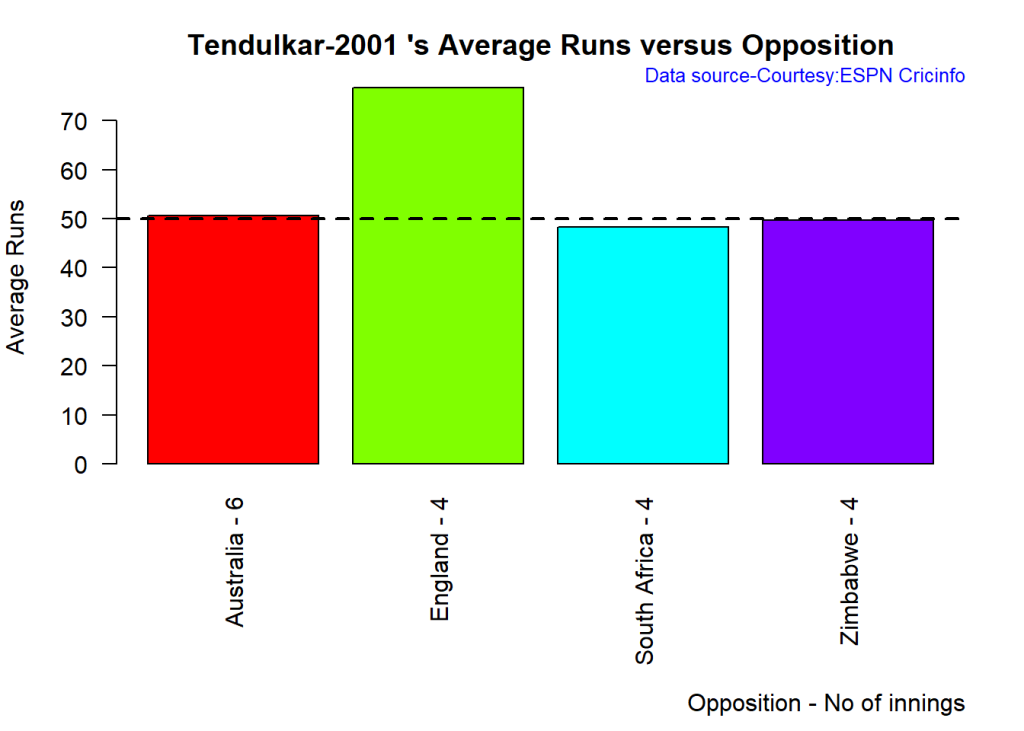 Tendulkar-2001 's Average Runs versus Opposition
Data source-Courtesy:ESPN Cricinfo
Average Runs
70
60
50
40
30
20
10
0
Australia - 6
England - 4
South Africa - 4
Zimbabwe - 4
Opposition - No of innings